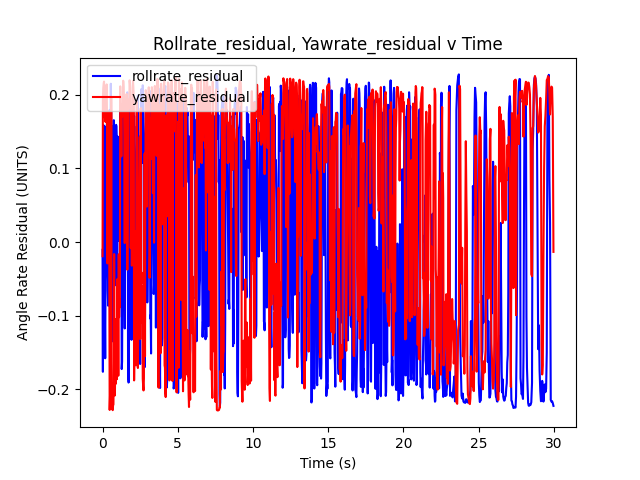 Rollrate_residual, Yawrate_residual v Time
rollrate_residual
yawrate_residual
0.2
0.1
0.0
−0.1
−0.2
Angle Rate Residual (UNITS)
0 5 10 15 20 25 30
Time (s)